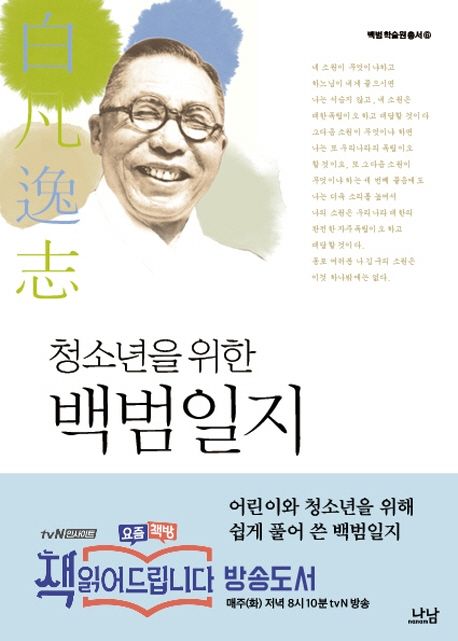 백범 학술원 총서 ⑥
白
凡
逸
志
네 소원이 무엇이냐하고
하느님이 내게 물으시면
나는 서슴지 않고, 내 소원은
대한독립이오 하고 대답할 것이다
그다음 소원이 무엇이냐 하면
나는 또 우리나라의 독립이오
할 것이오, 또 그다음 소원이
무엇이냐 하는 세 번째 물음에도
나는 더욱 소리를 높여서
나의 소원은 우리나라 대한의
완전한 자주독립이오 하고
대답할 것이다.
동포 여러분 나 김구의 소원은
이것 하나밖에는 없다.
청소년을 위한
백범일지
어린이와 청소년을 위해
쉽게 풀어 쓴 백범일지
tvN 인사이트
요즘 책방
책 읽어드립니다 방송도서
매주(화) 저녁 8시 10분 tvN 방송
나남
nanam